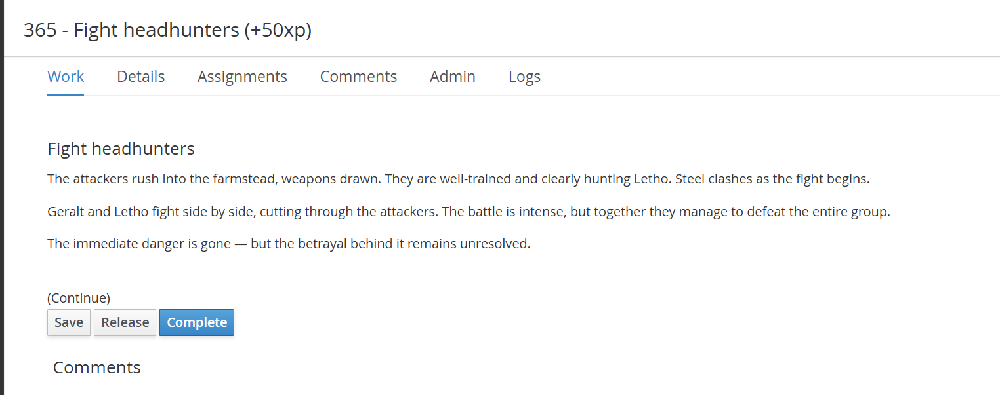 365 - Fight headhunters (+50xp)
Work Details Assignments Comments Admin Logs
Fight headhunters
The attackers rush into the farmstead, weapons drawn. They are well-trained and clearly hunting Letho. Steel clashes as the fight begins.
Geralt and Letho fight side by side, cutting through the attackers. The battle is intense, but together they manage to defeat the entire group.
The immediate danger is gone — but the betrayal behind it remains unresolved.
(Continue)
Save Release Complete
Comments